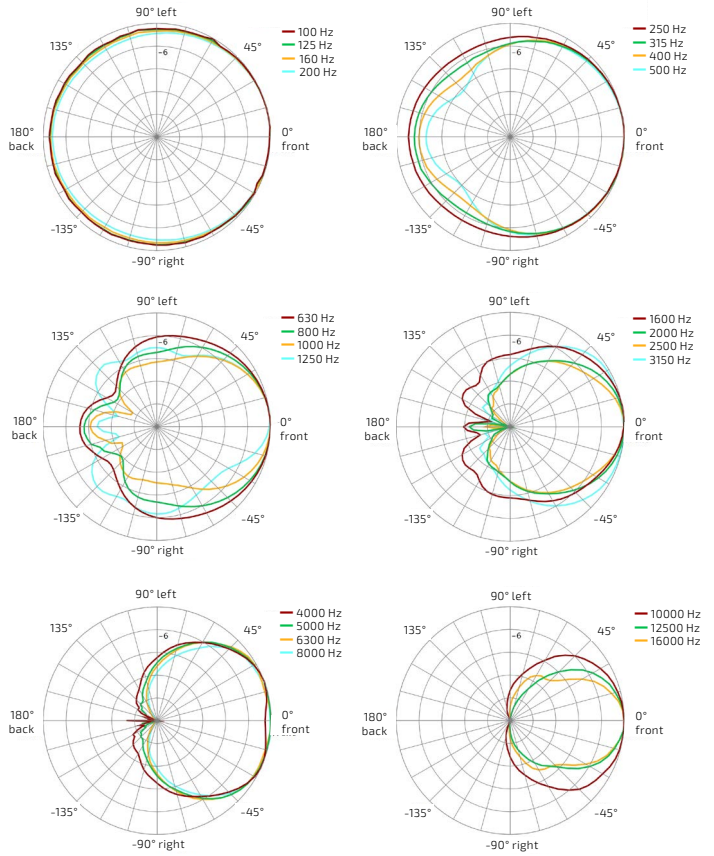 90° left
135°
45°
-6
180°
back
0°
front
-135°
-45°
-90° right
100 Hz
125 Hz
160 Hz
200 Hz
90° left
135°
45°
-6
180°
back
0°
front
-135°
-45°
-90° right
250 Hz
315 Hz
400 Hz
500 Hz
90° left
135°
45°
-6
180°
back
0°
front
-135°
-45°
-90° right
630 Hz
800 Hz
1000 Hz
1250 Hz
90° left
135°
45°
-6
180°
back
0°
front
-135°
-45°
-90° right
1600 Hz
2000 Hz
2500 Hz
3150 Hz
90° left
135°
45°
-6
180°
back
0°
front
-135°
-45°
-90° right
4000 Hz
5000 Hz
6300 Hz
8000 Hz
90° left
135°
45°
-6
180°
back
0°
front
-135°
-45°
-90° right
10000 Hz
12500 Hz
16000 Hz